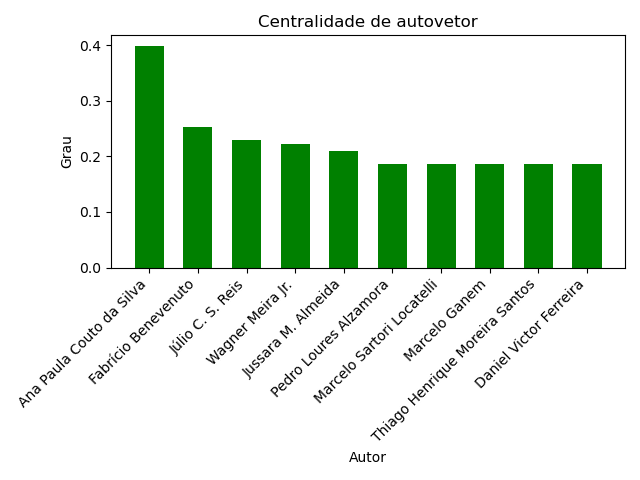 Centralidade de autovetor
Grau
0.4
0.3
0.2
0.1
0.0
Ana Paula Couto da Silva
Fabrício Benevenuto
Júlio C. S. Reis
Wagner Meira Jr.
Jussara M. Almeida
Pedro Loures Alzamora
Marcelo Sartori Locatelli
Marcelo Ganem
Thiago Henrique Moreira Santos
Daniel Victor Ferreira
Autor